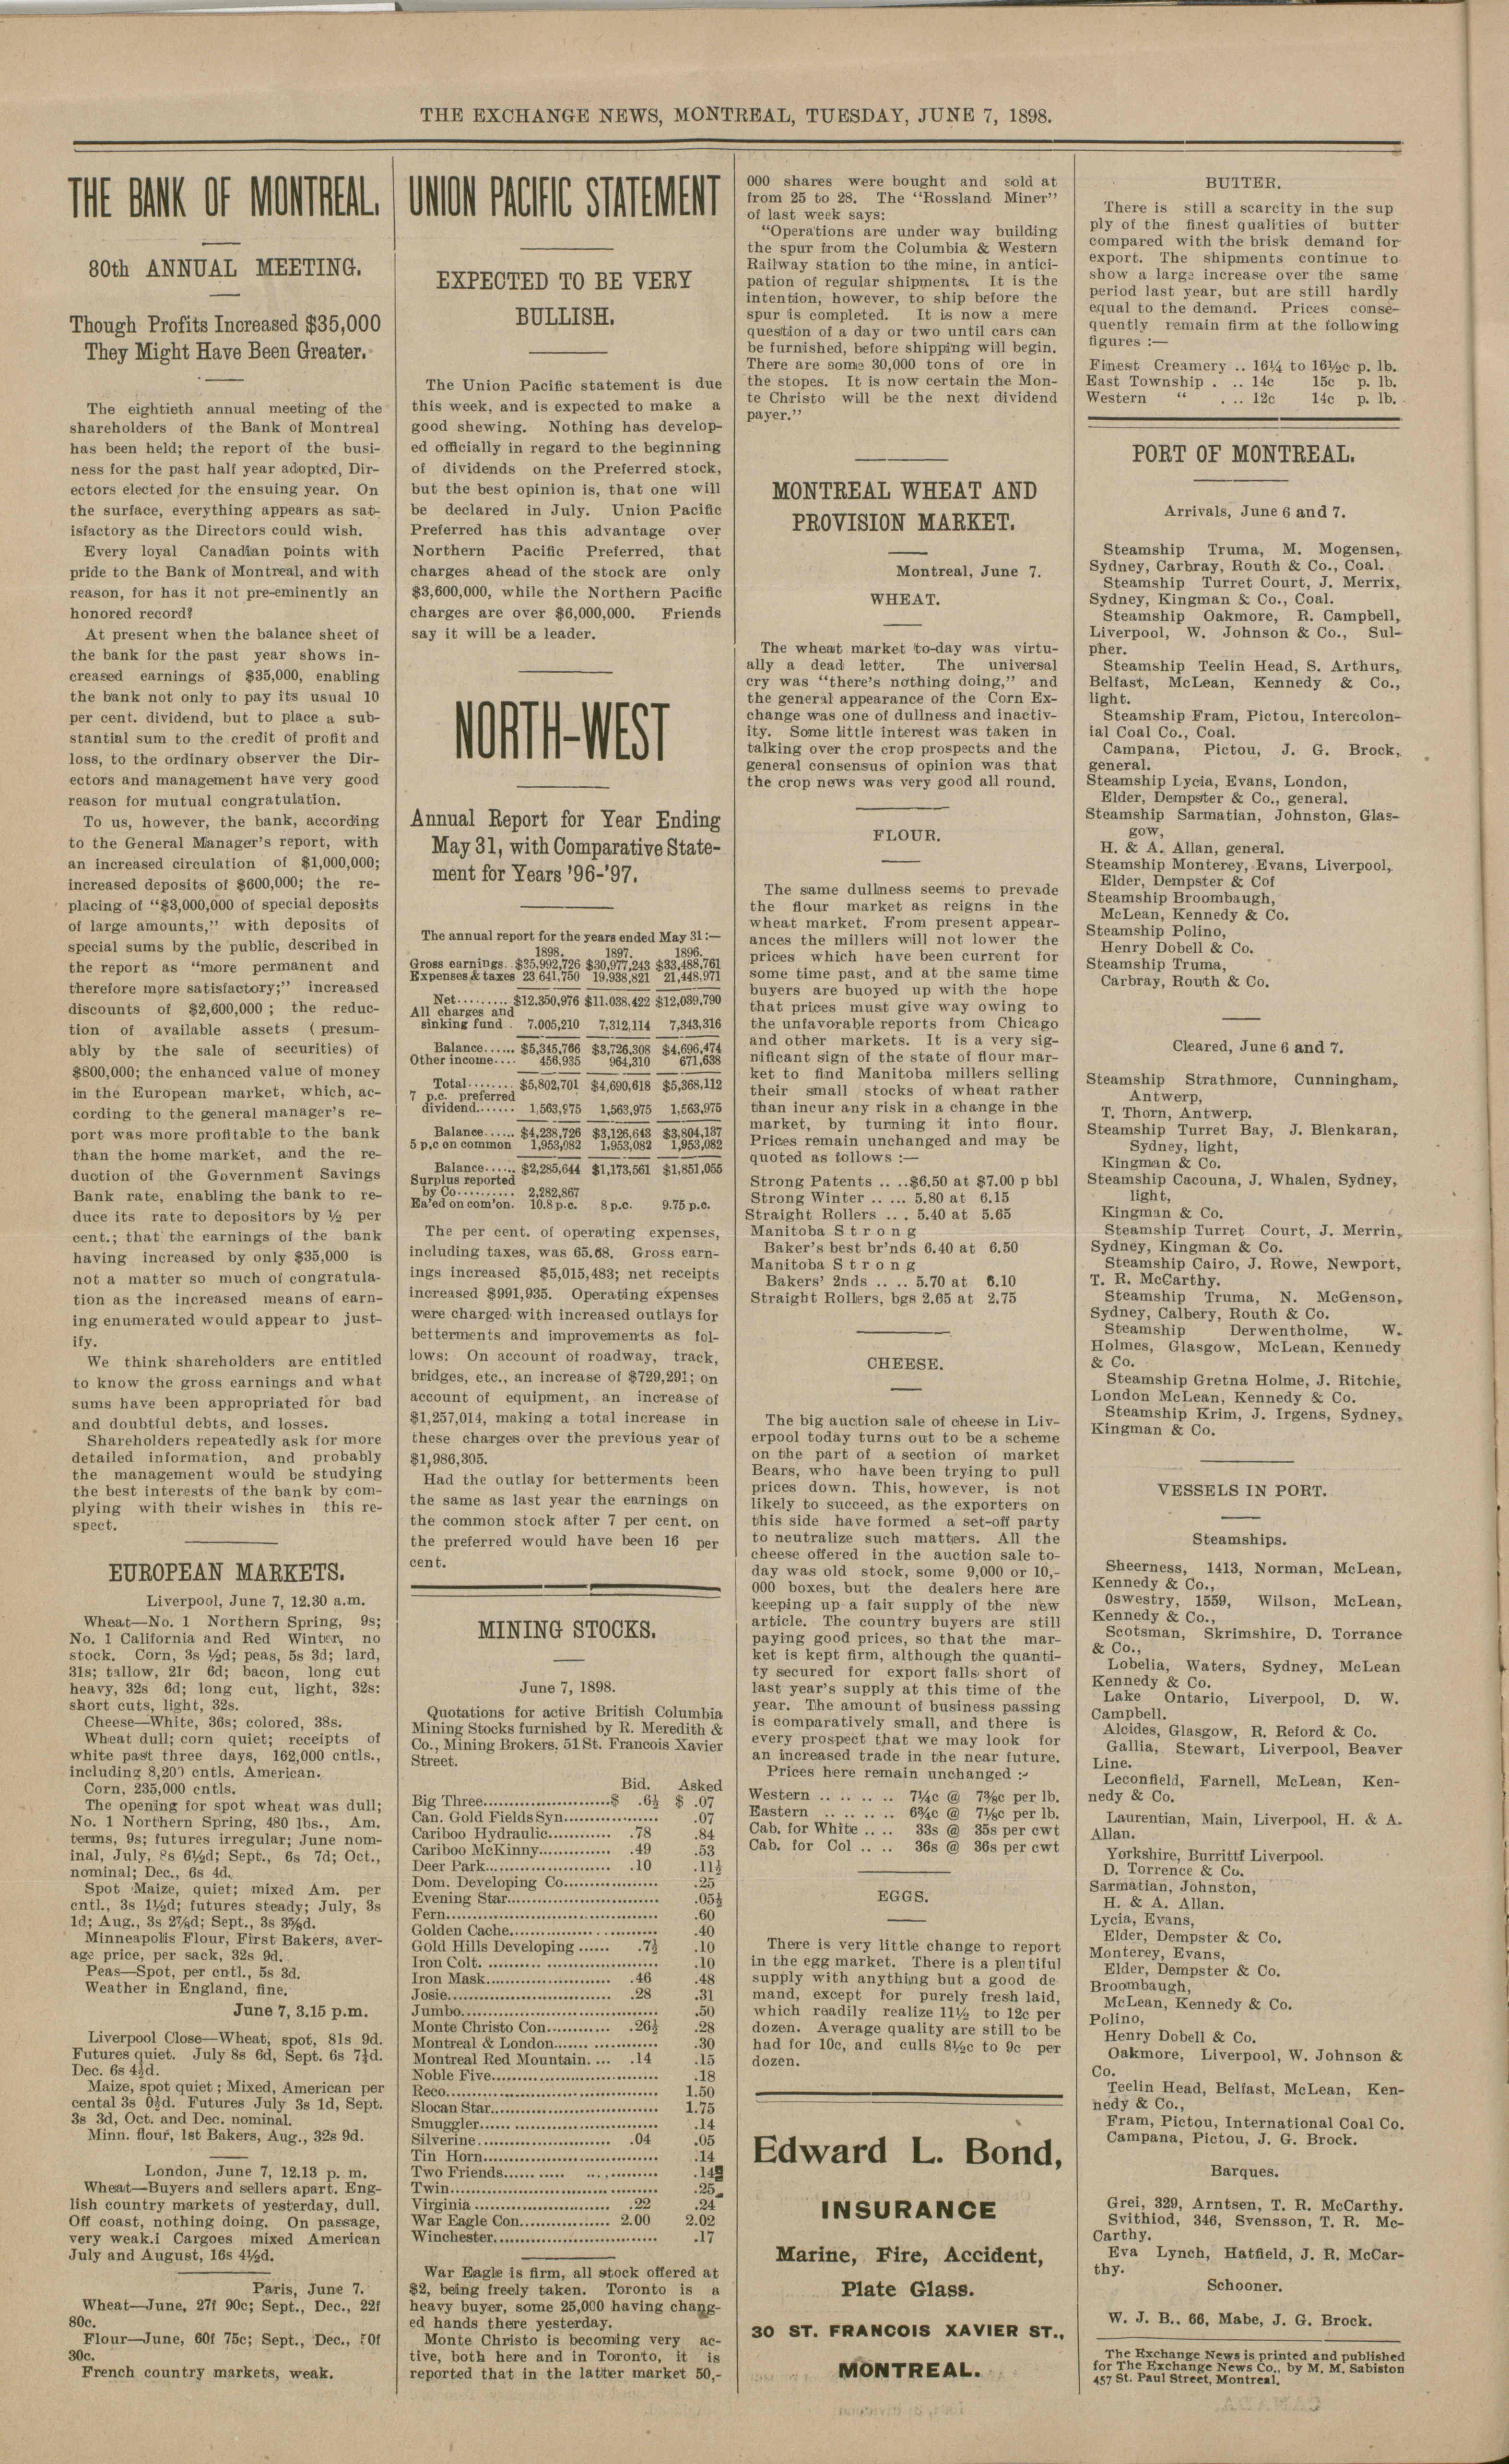 THE EXCHANGE NEWS, MONTREAL, TUESDAY, JUNE 7, 1898.
THE BANK OF MONTREAL.
80th ANNUAL MEETING.
Though Profits Increased $35,000
They Might Have Been Greater.
The eightieth annual meeting of the
shareholders of the Bank of Montreal
has been held; the report of the busi-
ness for the past half year adopted, Dir-
ectors elected for the ensuing year. On
the surface, everything appears as sat-
isfactory as the Directors could wish.
Every loyal Canadian points with
pride to the Bank of Montreal, and with
reason, for has it not pre-eminently an
honored record?
At present when the balance sheet of
the bank for the past year shows in-
creased earnings of $35,000, enabling
the bank not only to pay its usual 10
per cent. dividend, but to place a sub-
stantial sum to the credit of profit and
loss, to the ordinary observer the Dir-
ectors and management have very good
reason for mutual congratulation.
To us, however, the bank, according
to the General Manager's report, with
an increased circulation of $1,000,000;
increased deposits of $600,000; the re-
placing of "$3,000,000 of special deposits
of large amounts," with deposits of
special sums by the public, described in
the report as "more permanent and
therefore more satisfactory;" increased
discounts of $2,600,000 ; the reduc-
tion of available assets ( presum-
ably by the sale of securities) of
$800,000; the enhanced value of money
in the European market, which, ac-
cording to the general manager's re-
port was more profitable to the bank
than the home market, and the re-
duction of the Government Savings
Bank rate, enabling the bank to re-
duce its rate to depositors by ½ per
cent.; that the earnings of the bank
having increased by only $35,000 is
not a matter so much of congratula-
tion as the increased means of earn-
ing enumerated would appear to just-
ify.
We think shareholders are entitled
to know the gross earnings and what
sums have been appropriated for bad
and doubtful debts, and losses.
Shareholders repeatedly ask for more
detailed information, and probably
the management would be studying
the best interests of the bank by com-
plying with their wishes in this re-
spect.
EUROPEAN MARKETS.
Liverpool, June 7, 12.30 a.m.
Wheat—No. 1 Northern Spring, 9s;
No. 1 California and Red Winter, no
stock. Corn, 3s ½d; peas, 5s 3d; lard,
31s; tallow, 21r 6d; bacon, long cut
heavy, 32s 6d; long cut, light, 32s:
short cuts, light, 32s.
Cheese—White, 36s; colored, 38s.
Wheat dull; corn quiet; receipts of
white past three days, 162,000 cntls.,
including 8,200 cntls. American.
Corn, 235,000 cntls.
The opening for spot wheat was dull;
No. 1 Northern Spring, 480 lbs., Am.
terms, 9s; futures irregular; June nom-
inal, July, 8s 6½d; Sept., 6s 7d; Oct.,
nominal; Dec., 6s 4d.
Spot Maize, quiet; mixed Am. per
cntl., 3s 1½d; futures steady; July, 3s
1d; Aug., 3s 2⅞d; Sept., 3s 3⅝d.
Minneapolis Flour, First Bakers, aver-
age price, per sack, 32s 9d.
Peas—Spot, per cntl., 5s 3d.
Weather in England, fine.
June 7, 3.15 p.m.
Liverpool Close—Wheat, spot, 81s 9d.
Futures quiet. July 8s 6d, Sept. 6s 7¼d.
Dec. 6s 4½d.
Maize, spot quiet ; Mixed, American per
cental 3s 0½d. Futures July 3s 1d, Sept.
3s 3d, Oct. and Dec. nominal.
Minn. flour, 1st Bakers, Aug., 32s 9d.
London, June 7, 12.13 p. m.
Wheat—Buyers and sellers apart. Eng-
lish country markets of yesterday, dull.
Off coast, nothing doing. On passage,
very weak.i Cargoes mixed American
July and August, 16s 4½d.
Paris, June 7.
Wheat—June, 27f 90c; Sept., Dec., 22f
80c.
Flour—June, 60f 75c; Sept., Dec., 50f
30c.
French country markets, weak.
UNION PACIFIC STATEMENT
EXPECTED TO BE VERY
BULLISH.
The Union Pacific statement is due
this week, and is expected to make a
good shewing. Nothing has develop-
ed officially in regard to the beginning
of dividends on the Preferred stock,
but the best opinion is, that one will
be declared in July. Union Pacific
Preferred has this advantage over
Northern Pacific Preferred, that
charges ahead of the stock are only
$3,600,000, while the Northern Pacific
charges are over $6,000,000. Friends
say it will be a leader.
NORTH-WEST
Annual Report for Year Ending
May 31, with Comparative State-
ment for Years '96-'97.
The annual report for the years ended May 31:—
1898. 1897. 1896.
Gross earnings.. $35,992,726 $30,977,243 $33,488,761
Expenses & taxes 23 641,750 19,938,821 21,448,971
Net......... $12.350,976 $11.038,422 $12,039,790
All charges and
sinking fund . 7,005,210 7,312,114 7,343,316
Balance...... $5,345,766 $3,726,308 $4,696,474
Other income.... 456,935 964,310 671,638
Total........ $5,802,701 $4,690,618 $5,368,112
7 p.c. preferred
dividend....... 1,563,975 1,563,975 1,563,975
Balance...... $4,238,726 $3,126,643 $3,804,137
5 p.c on common 1,953,082 1,953,082 1,953,082
Balance...... $2,285,644 $1,173,561 $1,851,055
Surplus reported
by Co.......... 2,282,867
Ea'ed on com'on. 10.8 p.c. 8 p.c. 9.75 p.c.
The per cent. of operating expenses,
including taxes, was 65.68. Gross earn-
ings increased $5,015,483; net receipts
increased $991,935. Operating expenses
were charged with increased outlays for
betterments and improvements as fol-
lows: On account of roadway, track,
bridges, etc., an increase of $729,291; on
account of equipment, an increase of
$1,257,014, making a total increase in
these charges over the previous year of
$1,986,305.
Had the outlay for betterments been
the same as last year the earnings on
the common stock after 7 per cent. on
the preferred would have been 16 per
cent.
MINING STOCKS.
June 7, 1898.
Quotations for active British Columbia
Mining Stocks furnished by R. Meredith &
Co., Mining Brokers, 51 St. Francois Xavier
Street.
Bid. Asked
Big Three.......................$ .6½ $ .07
Can. Gold Fields Syn................. .07
Cariboo Hydraulic............ .78 .84
Cariboo McKinny.............. .49 .53
Deer Park........................ .10 .11½
Dom. Developing Co................. .25
Evening Star............................. .05½
Fern......................................... .60
Golden Cache............................. .40
Gold Hills Developing ...... .7½ .10
Iron Colt. ................................ .10
Iron Mask........................ .46 .48
Josie................................ .28 .31
Jumbo...................................... .50
Monte Christo Con............ .26½ .28
Montreal & London................... .30
Montreal Red Mountain. ... .14 .15
Noble Five................................ .18
Reco......................................... 1.50
Slocan Star................................ 1.75
Smuggler.................................. .14
Silverine.......................... .04 .05
Tin Horn.................................. .14
Two Friends.............................. .14
Twin........................................ .25
Virginia .......................... .22 .24
War Eagle Con................. 2.00 2.02
Winchester............................... .17
War Eagle is firm, all stock offered at
$2, being freely taken. Toronto is a
heavy buyer, some 25,000 having chang-
ed hands there yesterday.
Monte Christo is becoming very ac-
tive, both here and in Toronto, it is
reported that in the latter market 50,-
000 shares were bought and sold at
from 25 to 28. The "Rossland Miner"
of last week says:
"Operations are under way building
the spur from the Columbia & Western
Railway station to the mine, in antici-
pation of regular shipments. It is the
intention, however, to ship before the
spur is completed. It is now a mere
question of a day or two until cars can
be furnished, before shipping will begin.
There are some 30,000 tons of ore in
the stopes. It is now certain the Mon-
te Christo will be the next dividend
payer."
MONTREAL WHEAT AND
PROVISION MARKET.
Montreal, June 7.
WHEAT.
The wheat market to-day was virtu-
ally a dead letter. The universal
cry was "there's nothing doing," and
the general appearance of the Corn Ex-
change was one of dullness and inactiv-
ity. Some little interest was taken in
talking over the crop prospects and the
general consensus of opinion was that
the crop news was very good all round.
FLOUR.
The same dullness seems to prevade
the flour market as reigns in the
wheat market. From present appear-
ances the millers will not lower the
prices which have been current for
some time past, and at the same time
buyers are buoyed up with the hope
that prices must give way owing to
the unfavorable reports from Chicago
and other markets. It is a very sig-
nificant sign of the state of flour mar-
ket to find Manitoba millers selling
their small stocks of wheat rather
than incur any risk in a change in the
market, by turning it into flour.
Prices remain unchanged and may be
quoted as follows :—
Strong Patents .. ..$6.50 at $7.00 p bbl
Strong Winter .. ... 5.80 at 6.15
Straight Rollers .. . 5.40 at 5.65
Manitoba Strong
Baker's best br'nds 6.40 at 6.50
Manitoba Strong
Bakers' 2nds .. .. 5.70 at 6.10
Straight Rollers, bgs 2.65 at 2.75
CHEESE.
The big auction sale of cheese in Liv-
erpool today turns out to be a scheme
on the part of a section of market
Bears, who have been trying to pull
prices down. This, however, is not
likely to succeed, as the exporters on
this side have formed a set-off party
to neutralize such matters. All the
cheese offered in the auction sale to-
day was old stock, some 9,000 or 10,-
000 boxes, but the dealers here are
keeping up a fair supply of the new
article. The country buyers are still
paying good prices, so that the mar-
ket is kept firm, although the quanti-
ty secured for export falls short of
last year's supply at this time of the
year. The amount of business passing
is comparatively small, and there is
every prospect that we may look for
an increased trade in the near future.
Prices here remain unchanged :-
Western .. .. .. .. 7¼c @ 7⅜c per lb.
Eastern .. .. .. .. 6¾c @ 7⅛c per lb.
Cab. for White .. .. 33s @ 35s per cwt
Cab. for Col .. .. 36s @ 36s per cwt
EGGS.
There is very little change to report
in the egg market. There is a plentiful
supply with anything but a good de
mand, except for purely fresh laid,
which readily realize 11½ to 12c per
dozen. Average quality are still to be
had for 10c, and culls 8½c to 9c per
dozen.
Edward L. Bond,
INSURANCE
Marine, Fire, Accident,
Plate Glass.
30 ST. FRANCOIS XAVIER ST.,
MONTREAL.
BUTTER.
There is still a scarcity in the sup
ply of the finest qualities of butter
compared with the brisk demand for
export. The shipments continue to
show a large increase over the same
period last year, but are still hardly
equal to the demand. Prices conse-
quently remain firm at the following
figures :—
Finest Creamery .. 16¼ to 16½c p. lb.
East Township . .. 14c 15c p. lb.
Western " . .. 12c 14c p. lb.
PORT OF MONTREAL.
Arrivals, June 6 and 7.
Steamship Truma, M. Mogensen,
Sydney, Carbray, Routh & Co., Coal.
Steamship Turret Court, J. Merrix,
Sydney, Kingman & Co., Coal.
Steamship Oakmore, R. Campbell,
Liverpool, W. Johnson & Co., Sul-
pher.
Steamship Teelin Head, S. Arthurs,
Belfast, McLean, Kennedy & Co.,
light.
Steamship Fram, Pictou, Intercolon-
ial Coal Co., Coal.
Campana, Pictou, J. G. Brock,
general.
Steamship Lycia, Evans, London,
Elder, Dempster & Co., general.
Steamship Sarmatian, Johnston, Glas-
gow,
H. & A. Allan, general.
Steamship Monterey, Evans, Liverpool,
Elder, Dempster & Cof
Steamship Broombaugh,
McLean, Kennedy & Co.
Steamship Polino,
Henry Dobell & Co.
Steamship Truma,
Carbray, Routh & Co.
Cleared, June 6 and 7.
Steamship Strathmore, Cunningham,
Antwerp,
T. Thorn, Antwerp.
Steamship Turret Bay, J. Blenkaran,
Sydney, light,
Kingman & Co.
Steamship Cacouna, J. Whalen, Sydney,
light,
Kingman & Co.
Steamship Turret Court, J. Merrin,
Sydney, Kingman & Co.
Steamship Cairo, J. Rowe, Newport,
T. R. McCarthy.
Steamship Truma, N. McGenson,
Sydney, Calbery, Routh & Co.
Steamship Derwentholme, W.
Holmes, Glasgow, McLean, Kennedy
& Co.
Steamship Gretna Holme, J. Ritchie,
London McLean, Kennedy & Co.
Steamship Krim, J. Irgens, Sydney,
Kingman & Co.
VESSELS IN PORT.
Steamships.
Sheerness, 1413, Norman, McLean,
Kennedy & Co.,
Oswestry, 1559, Wilson, McLean,
Kennedy & Co.,
Scotsman, Skrimshire, D. Torrance
& Co.,
Lobelia, Waters, Sydney, McLean
Kennedy & Co.
Lake Ontario, Liverpool, D. W.
Campbell.
Alcides, Glasgow, R. Reford & Co.
Gallia, Stewart, Liverpool, Beaver
Line.
Leconfield, Farnell, McLean, Ken-
nedy & Co.
Laurentian, Main, Liverpool, H. & A.
Allan.
Yorkshire, Burrittf Liverpool.
D. Torrence & Co.
Sarmatian, Johnston,
H. & A. Allan.
Lycia, Evans,
Elder, Dempster & Co.
Monterey, Evans,
Elder, Dempster & Co.
Broombaugh,
McLean, Kennedy & Co.
Polino,
Henry Dobell & Co.
Oakmore, Liverpool, W. Johnson &
Co.
Teelin Head, Belfast, McLean, Ken-
nedy & Co.,
Fram, Pictou, International Coal Co.
Campana, Pictou, J. G. Brock.
Barques.
Grei, 329, Arntsen, T. R. McCarthy.
Svithiod, 346, Svensson, T. R. Mc-
Carthy.
Eva Lynch, Hatfield, J. R. McCar-
thy.
Schooner.
W. J. B.. 66, Mabe, J. G. Brock.
The Exchange News is printed and published
for The Exchange News Co., by M. M. Sabiston
457 St. Paul Street, Montreal.